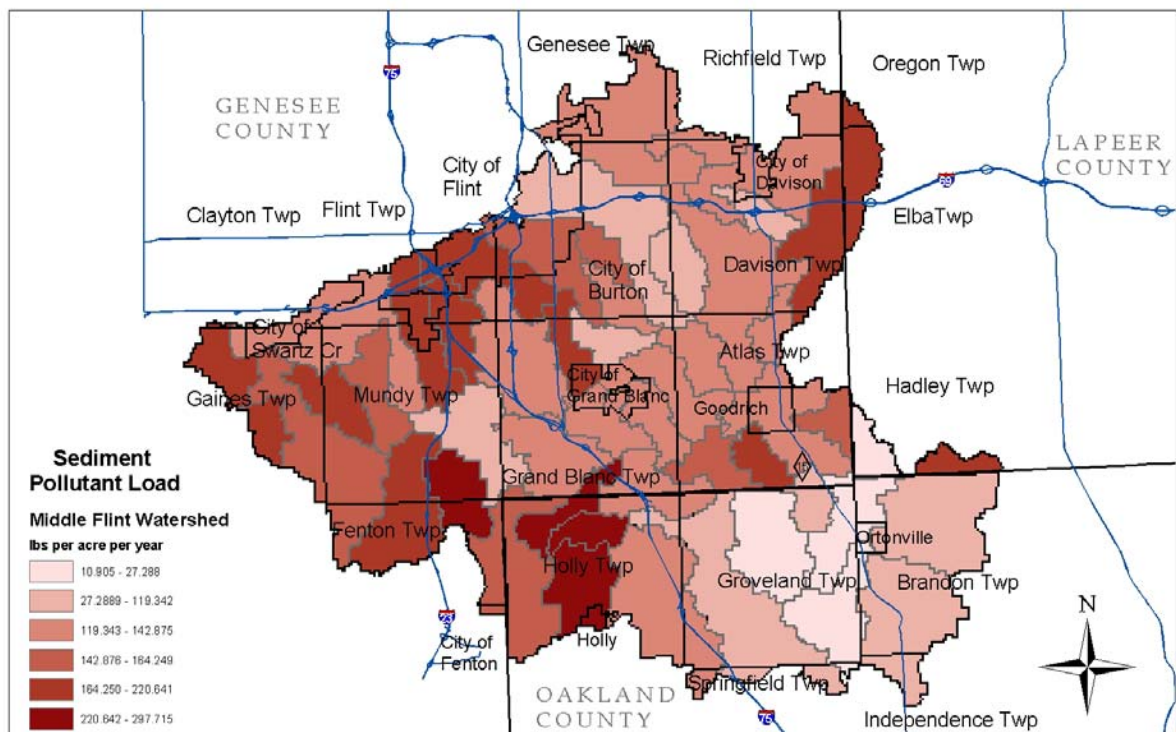 Genesee Twp
Richfield Twp
Oregon Twp
75
GENESEE
COUNTY
LAPEER
COUNTY
City of
Flint
City of
Davison
69
Clayton Twp
Flint Twp
Elba Twp
Davison Twp
City of
Burton
City of
Swartz Cr
Atlas Twp
City of
Grand Blanc
Hadley Twp
Gaines Twp
Mundy Twp
Goodrich
Sediment
Pollutant Load
Grand Blanc Twp
15
Middle Flint Watershed
lbs per acre per year
Fenton Twp
Ortonville
10.905 - 27.288
Holly Twp
Groveland Twp
Brandon Twp
27.2889 - 119.342
N
23
119.343 - 142.875
City of
Fenton
Holly
142.876 - 164.249
Springfield Twp
164.250 - 220.641
OAKLAND
COUNTY
75
Independence Twp
220.642 - 297.715